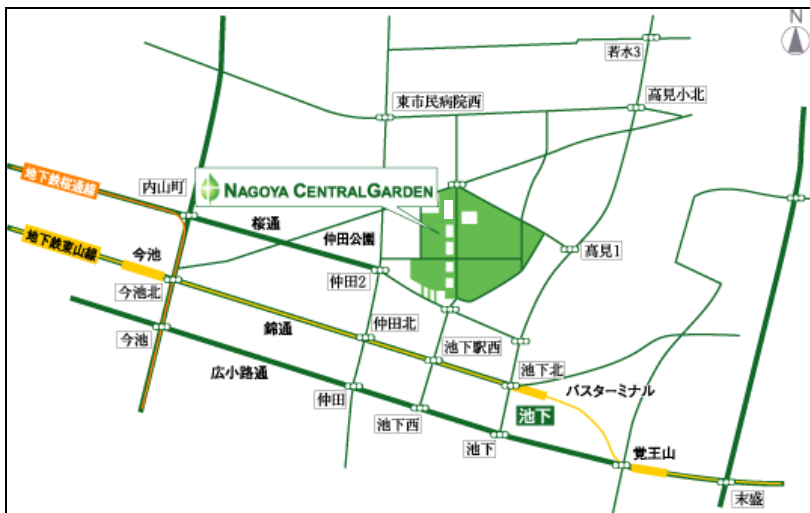 N
若水3
東市民病院西
高見小北
地下鉄桜通線
内山町
NAGOYA CENTRALGARDEN
桜通
仲田公園
高見1
地下鉄東山線
今池
仲田2
今池北
錦通
仲田北
池下駅西
今池
広小路通
池下北
バスターミナル
仲田
池下西
池下
池下
覚王山
末盛